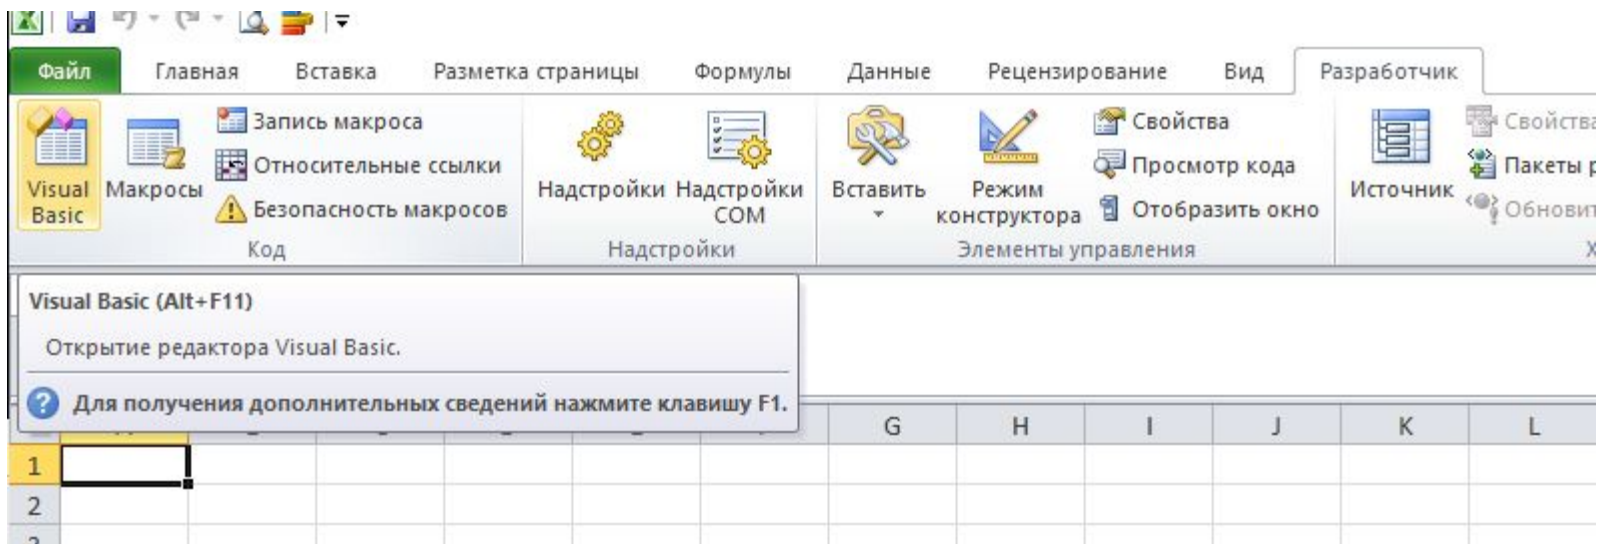 Файл Главная Вставка Разметка страницы Формулы Данные Рецензирование Вид Разработчик
Visual Basic
Макросы
Запись макроса
Относительные ссылки
Безопасность макросов
Код
Надстройки
Надстройки COM
Надстройки
Вставить
Режим конструктора
Свойства
Просмотр кода
Отобразить окно
Элементы управления
Источник
Свойства
Пакеты
Visual Basic (Alt+F11)
Открытие редактора Visual Basic.
Для получения дополнительных сведений нажмите клавишу F1.
G H I J K L
1
2